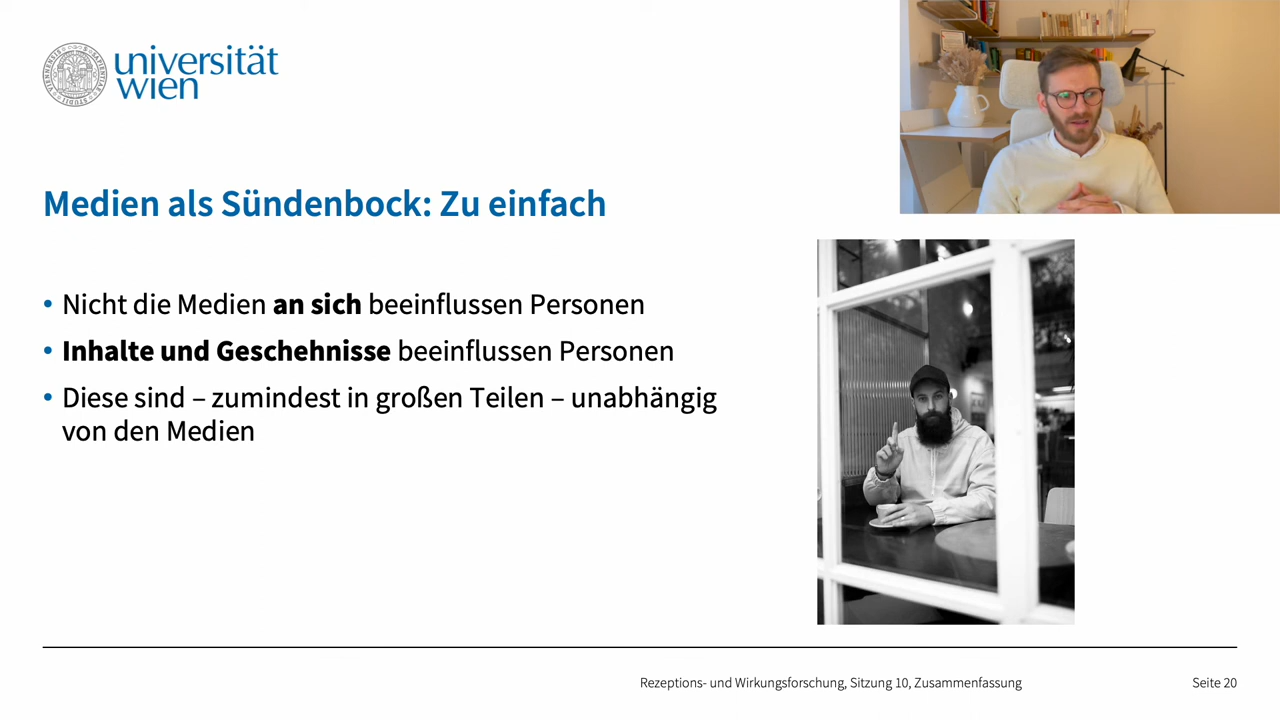 universität
wien
Medien als Sündenbock: Zu einfach
• Nicht die Medien an sich beeinflussen Personen
• Inhalte und Geschehnisse beeinflussen Personen
• Diese sind – zumindest in großen Teilen – unabhängig
von den Medien
Rezeptions- und Wirkungsforschung, Sitzung 10, Zusammenfassung
Seite 20